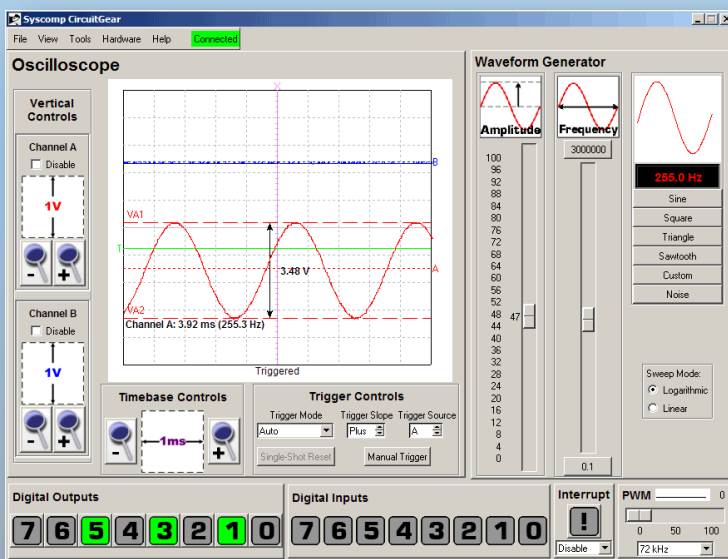 Syscomp CircuitGear
File View Tools Hardware Help Connected
Oscilloscope
Vertical
Controls
Channel A
Disable
1V
- +
Channel B
Disable
1V
- +
X
B
VA1
T
3.48 V
A
VA2
Channel A: 3.92 ms (255.3 Hz)
Triggered
Timebase Controls
- 1ms +
Trigger Controls
Trigger Mode Trigger Slope Trigger Source
Auto Plus A
Single-Shot Reset Manual Trigger
Waveform Generator
Amplitude
100
96
92
88
84
80
76
72
68
64
60
56
52
48
44
40
36
32
28
24
20
16
12
8
4
0
47
Frequency
3000000
0.1
255.0 Hz
Sine
Square
Triangle
Sawtooth
Custom
Noise
Sweep Mode:
Logarithmic
Linear
Digital Outputs
7 6 5 4 3 2 1 0
Digital Inputs
7 6 5 4 3 2 1 0
Interrupt
!
Disable
PWM 0
0 50 100
72 kHz